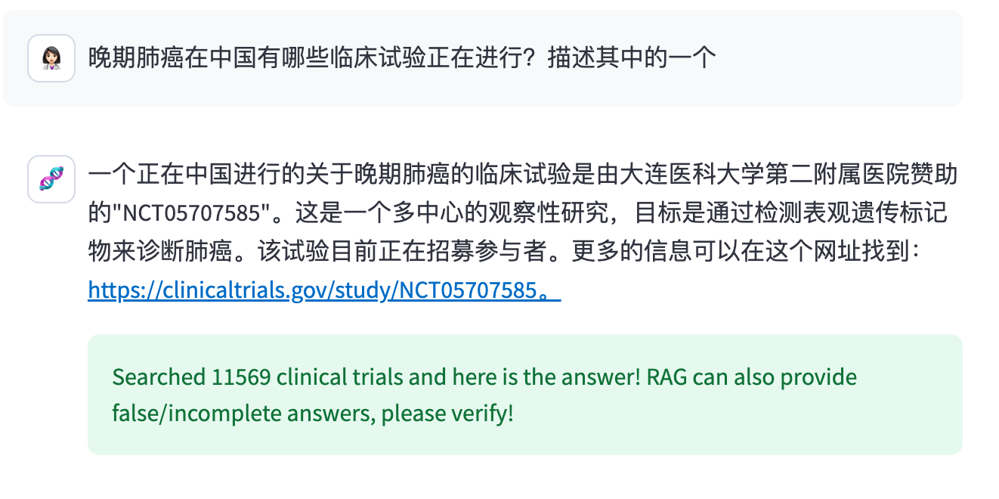 晚期肺癌在中国有哪些临床试验正在进行？描述其中的一个
一个正在中国进行的关于晚期肺癌的临床试验是由大连医科大学第二附属医院赞助
的"NCT05707585"。这是一个多中心的观察性研究，目标是通过检测表观遗传标记
物来诊断肺癌。该试验目前正在招募参与者。更多的信息可以在这个网址找到：
https://clinicaltrials.gov/study/NCT05707585。
Searched 11569 clinical trials and here is the answer! RAG can also provide
false/incomplete answers, please verify!